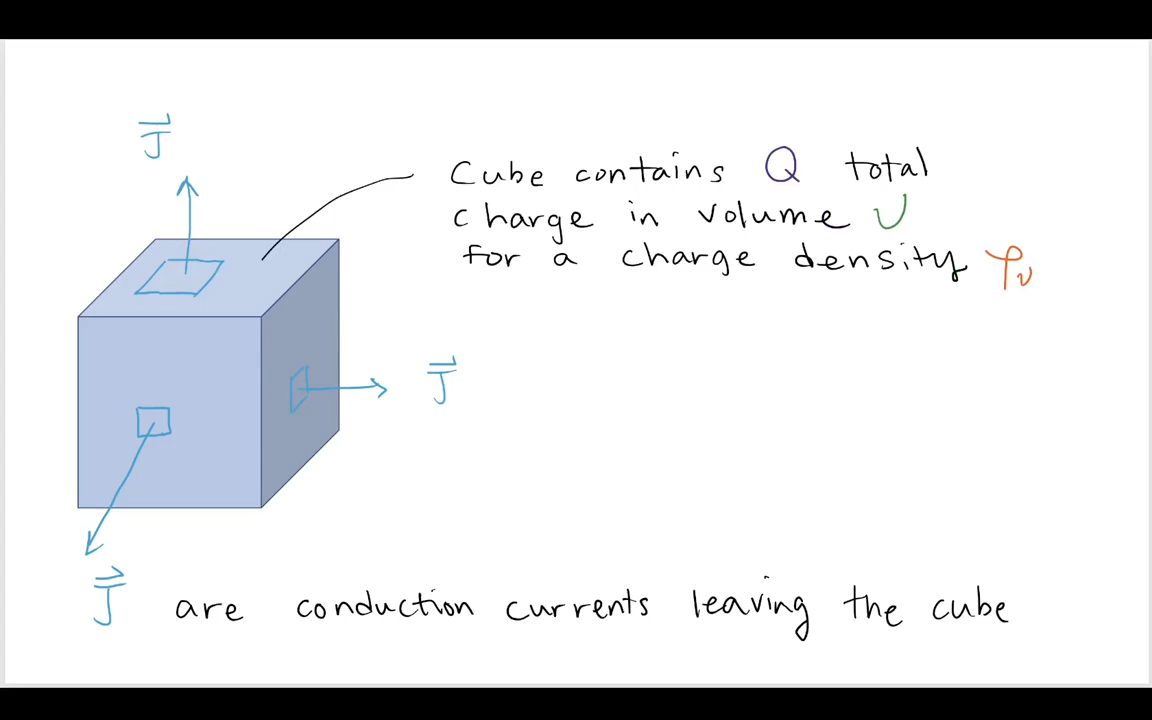 J⃗
Cube contains Q total
charge in volume V
for a charge density ρᵥ
J⃗
J⃗ are conduction currents leaving the cube